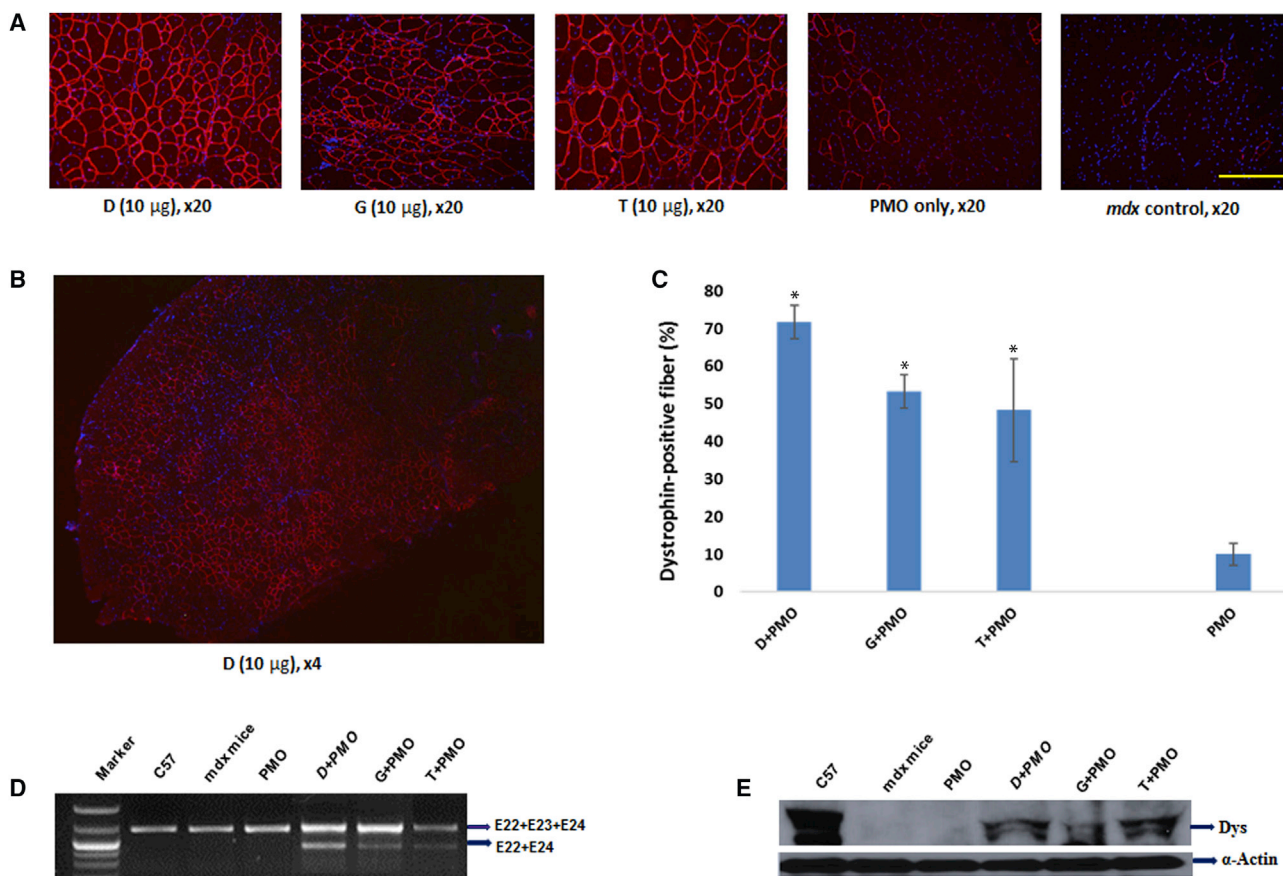 A
D (10 µg), x20
G (10 µg), x20
T (10 µg), x20
PMO only, x20
mdx control, x20
B
D (10 µg), x4
C
Dystrophin-positive fiber (%)
80
70
60
50
40
30
20
10
0
*
*
*
D+PMO
G+PMO
T+PMO
PMO
D
Marker
C57
mdx mice
PMO
D+PMO
G+PMO
T+PMO
E22+E23+E24
E22+E24
E
C57
mdx mice
PMO
D+PMO
G+PMO
T+PMO
Dys
α-Actin